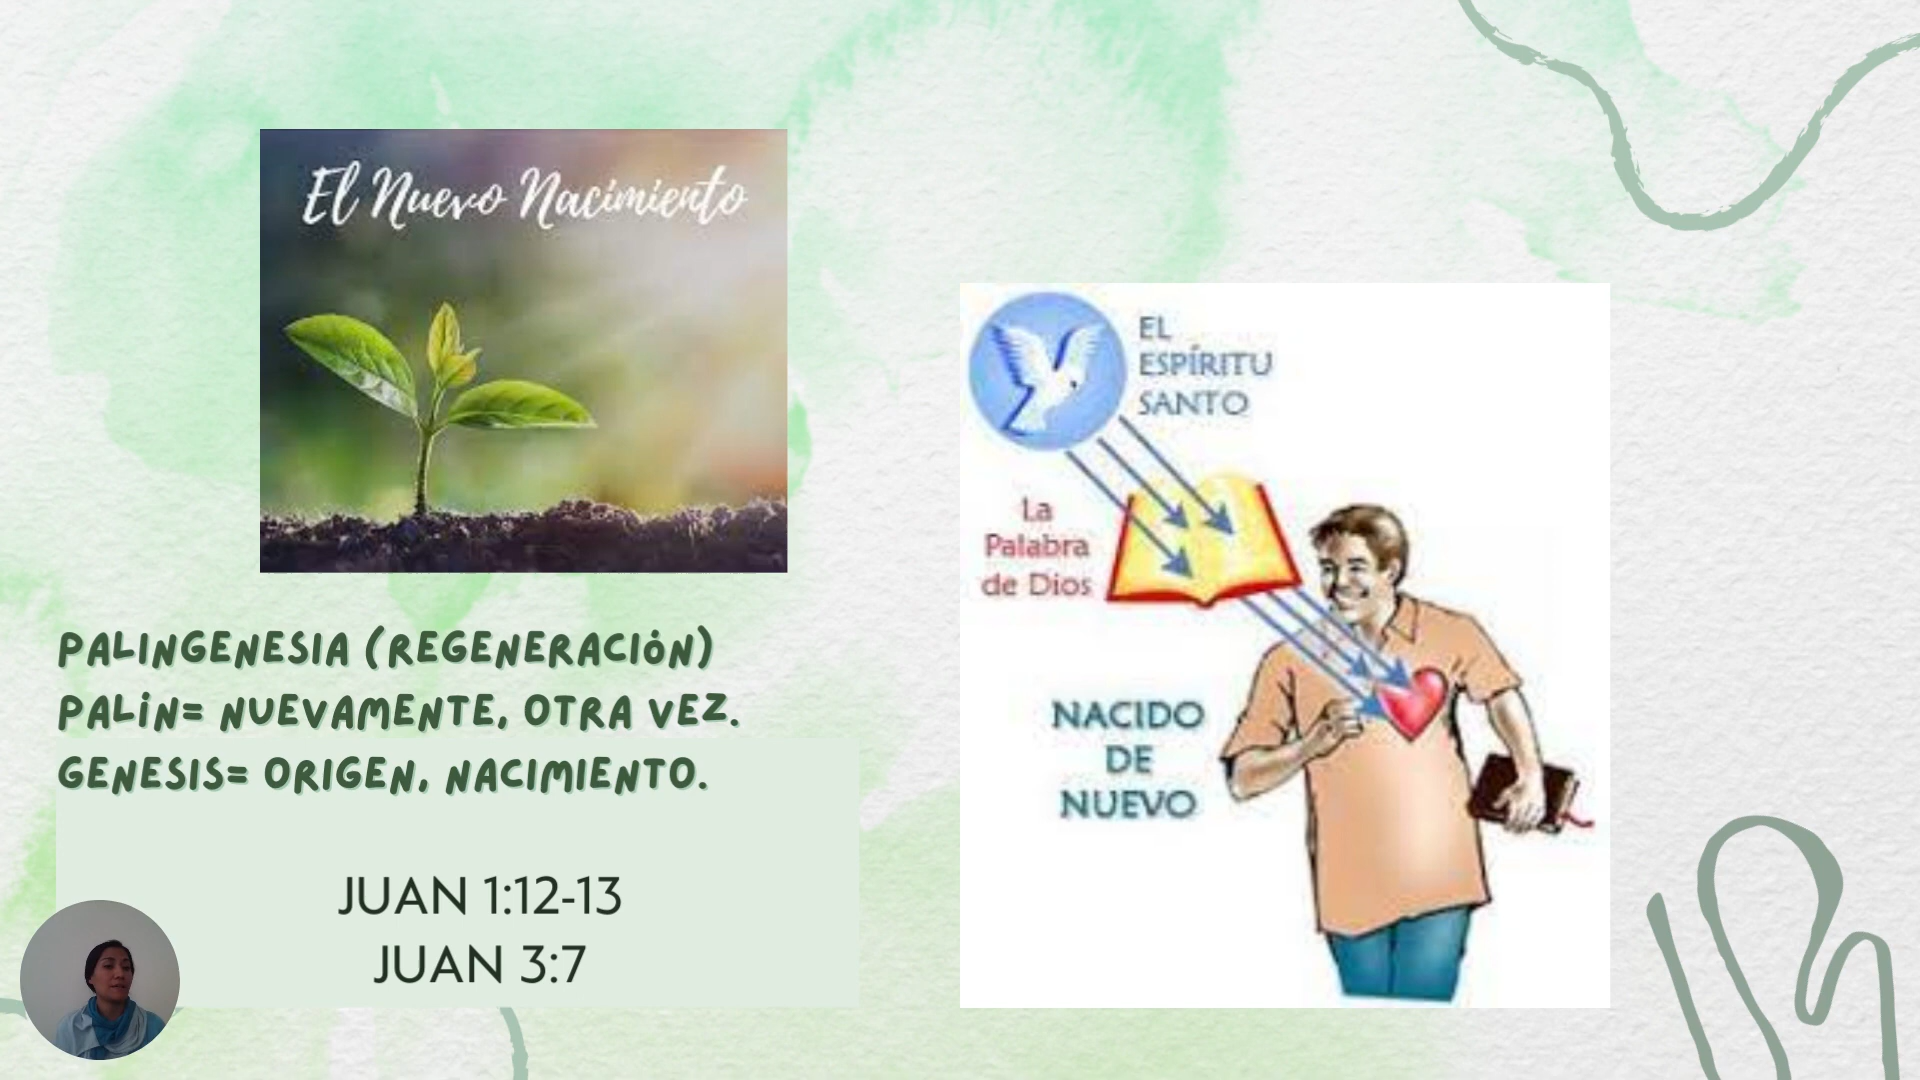 El Nuevo Nacimiento
PALINGENESIA (REGENERACIÓN)
PALÍN= NUEVAMENTE, OTRA VEZ.
GENESIS= ORIGEN, NACIMIENTO.
JUAN 1:12-13
JUAN 3:7
EL
ESPÍRITU
SANTO
La
Palabra
de Dios
NACIDO
DE
NUEVO